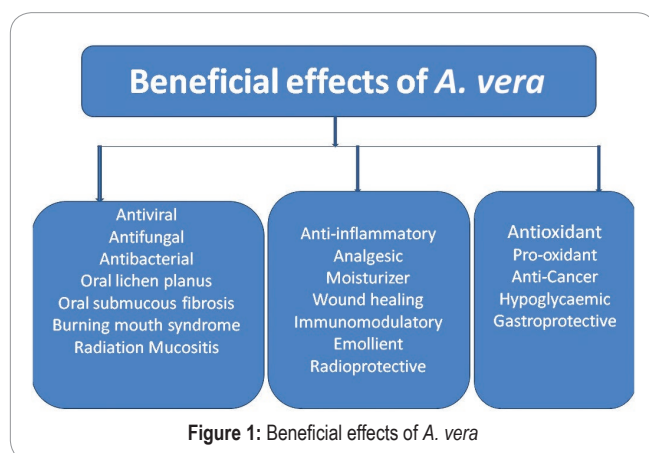 Beneficial effects of A. vera
Antiviral
Antifungal
Antibacterial
Oral lichen planus
Oral submucous fibrosis
Burning mouth syndrome
Radiation Mucositis
Anti-inflammatory
Analgesic
Moisturizer
Wound healing
Immunomodulatory
Emollient
Radioprotective
Antioxidant
Pro-oxidant
Anti-Cancer
Hypoglycaemic
Gastroprotective
Figure 1: Beneficial effects of A. vera